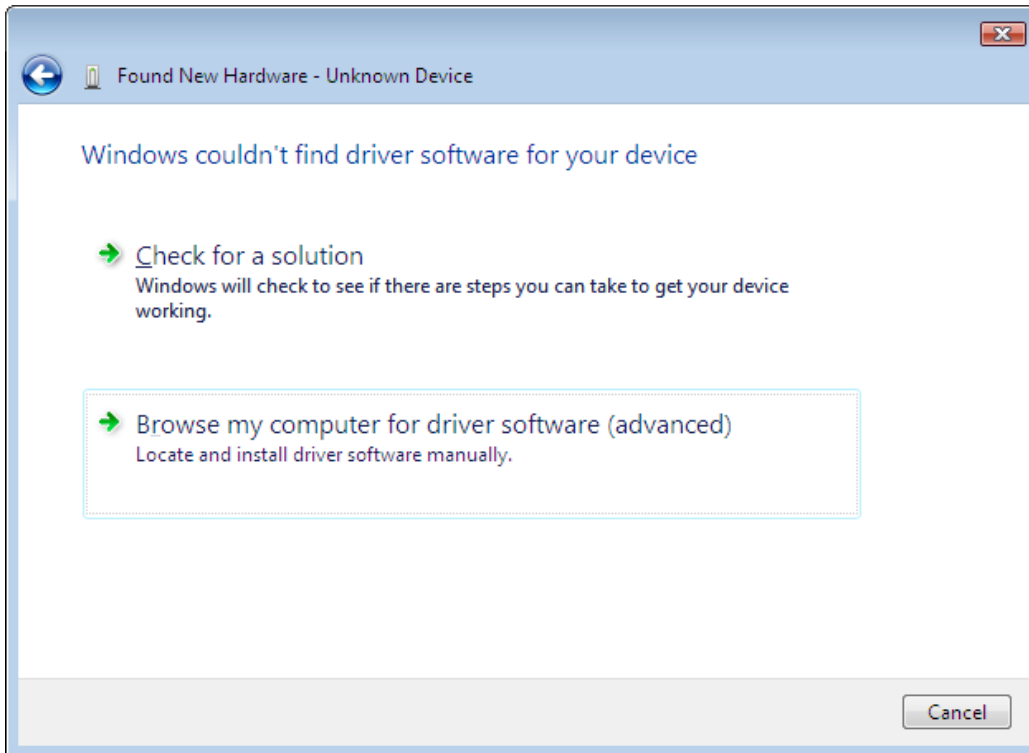 Found New Hardware - Unknown Device
Windows couldn't find driver software for your device
Check for a solution
Windows will check to see if there are steps you can take to get your device
working.
Browse my computer for driver software (advanced)
Locate and install driver software manually.
Cancel